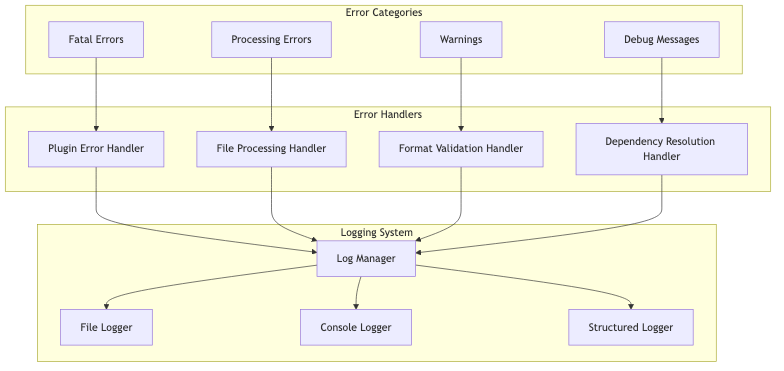 Error Categories
Fatal Errors
Processing Errors
Warnings
Debug Messages
Error Handlers
Plugin Error Handler
File Processing Handler
Format Validation Handler
Dependency Resolution
Handler
Logging System
Log Manager
File Logger
Console Logger
Structured Logger